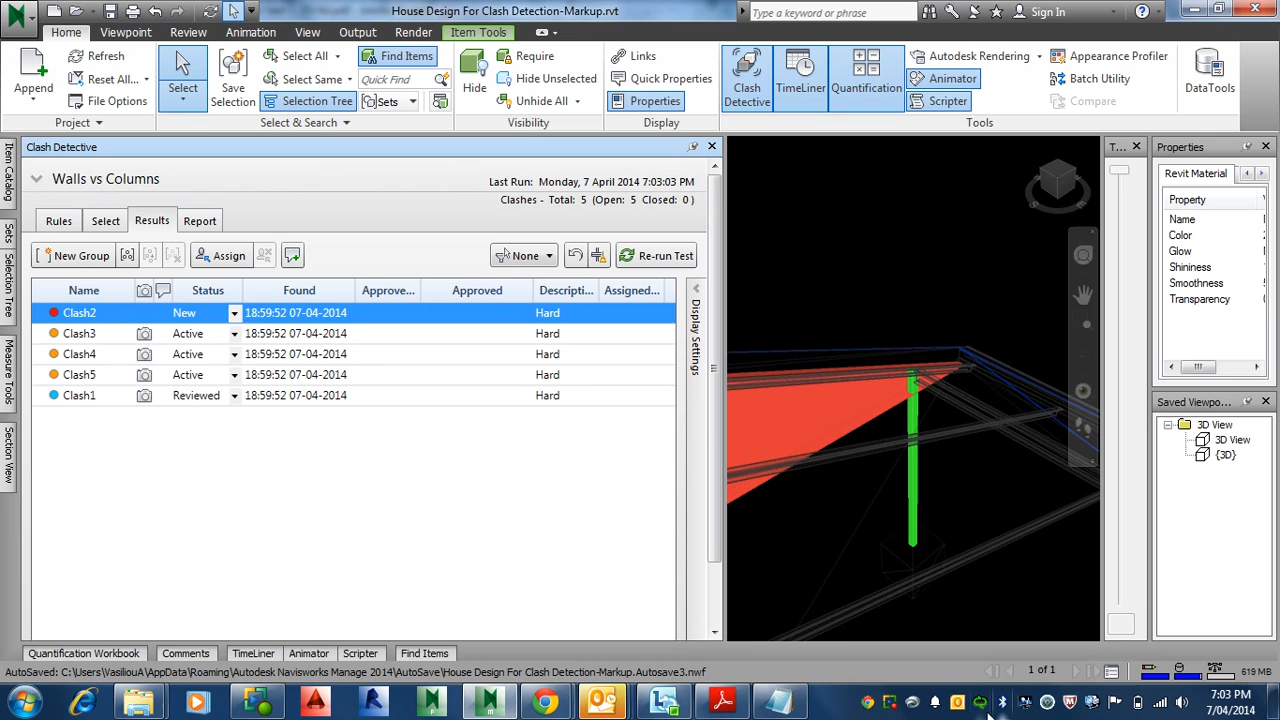 House Design For Clash Detection-Markup.rvt
Type a keyword or phrase
Sign In
Home
Viewpoint
Review
Animation
View
Output
Render
Item Tools
Append
Refresh
Reset All...
File Options
Project
Select
Save Selection
Select All
Select Same
Selection Tree
Find Items
Quick Find
Sets
Select & Search
Hide
Require
Hide Unselected
Unhide All
Visibility
Links
Quick Properties
Properties
Display
Clash Detective
TimeLiner
Quantification
Autodesk Rendering
Animator
Scripter
Appearance Profiler
Batch Utility
Compare
Tools
DataTools
Item Catalog
Sets
Selection Tree
Measure Tools
Section View
Clash Detective
Walls vs Columns
Last Run: Monday, 7 April 2014 7:03:03 PM
Clashes - Total: 5 (Open: 5 Closed: 0 )
Rules
Select
Results
Report
New Group
Assign
None
Re-run Test
Name Status Found Approve... Approved Descripti... Assigned...
Clash2 New 18:59:52 07-04-2014 Hard
Clash3 Active 18:59:52 07-04-2014 Hard
Clash4 Active 18:59:52 07-04-2014 Hard
Clash5 Active 18:59:52 07-04-2014 Hard
Clash1 Reviewed 18:59:52 07-04-2014 Hard
Display Settings
T...
Properties
Revit Material
Property
Name
Color
Glow
Shininess
Smoothness
Transparency
Saved Viewpo...
3D View
3D View
{3D}
Quantification Workbook
Comments
TimeLiner
Animator
Scripter
Find Items
AutoSaved: C:\Users\VasiliouA\AppData\Roaming\Autodesk Navisworks Manage 2014\AutoSave\House Design For Clash Detection-Markup.Autosave3.nwf
1 of 1
619 MB
7:03 PM
7/04/2014